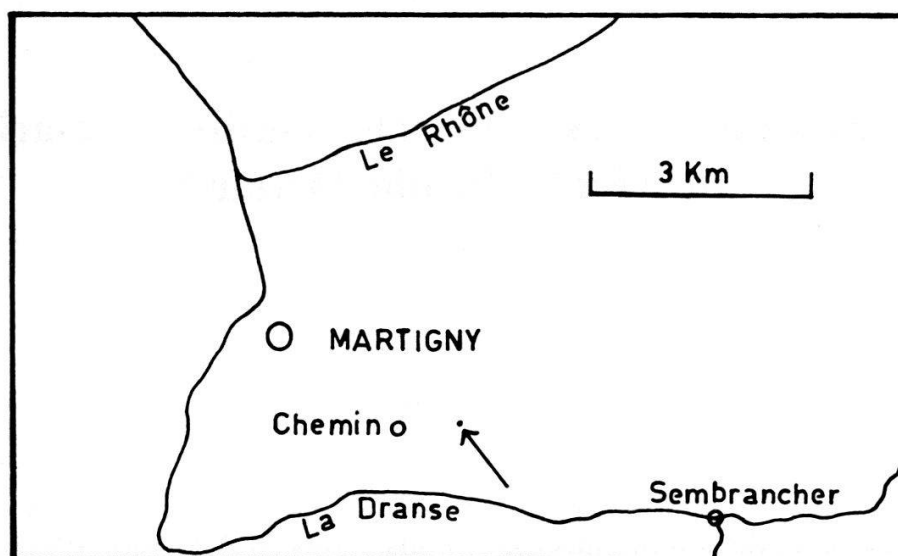 Le Rhône
3 Km
MARTIGNY
Chemin
Sembrancher
La Dranse